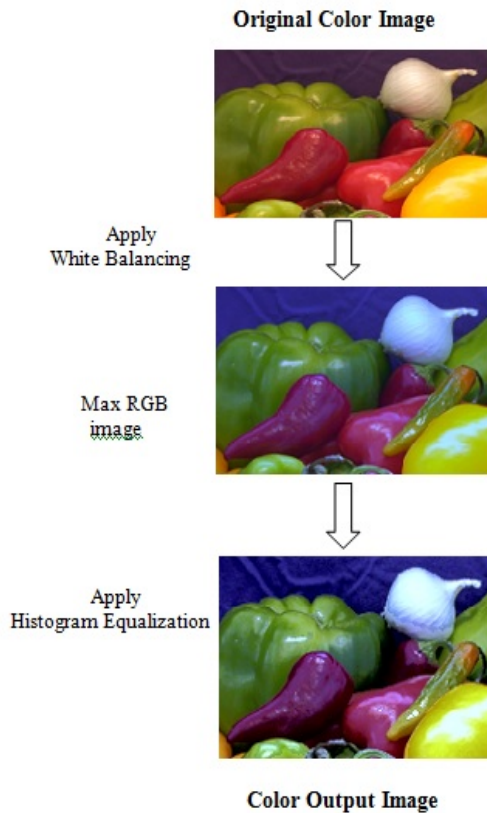 Original Color Image
Apply
White Balancing
Max RGB
image
Apply
Histogram Equalization
Color Output Image